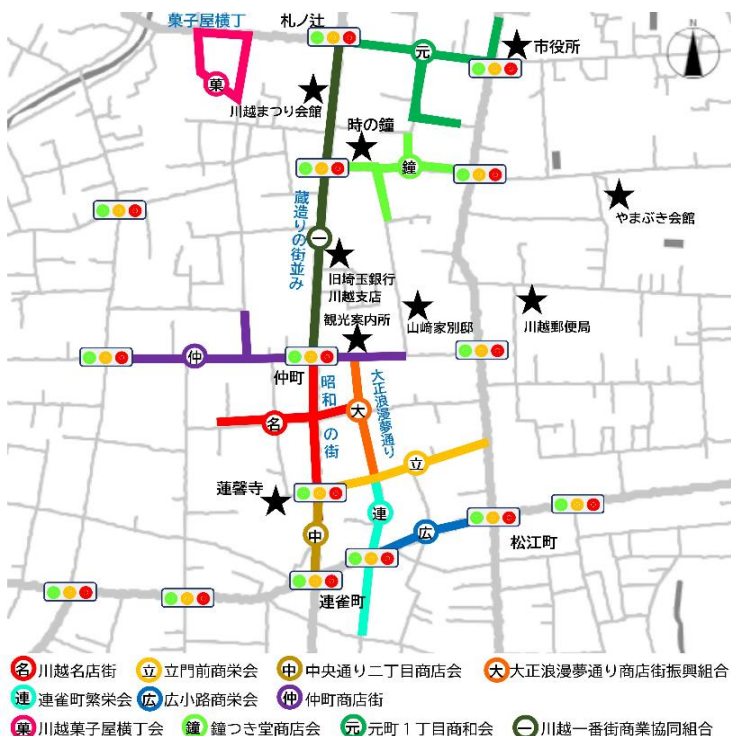 菓子屋横丁
札ノ辻
N
元
市役所
菓
川越まつり会館
時の鐘
鐘
蔵造りの街並み
やまぶき会館
一
旧埼玉銀行
川越支店
観光案内所
山崎家別邸
川越郵便局
仲
仲町
昭和の街
大正浪漫夢通り
大
名
立
蓮馨寺
連
中
広
松江町
連雀町
名 川越名店街
立 立門前商栄会
中 中央通り二丁目商店会
大 大正浪漫夢通り商店街振興組合
連 連雀町繁栄会
広 広小路商栄会
仲 仲町商店街
菓 川越菓子屋横丁会
鐘 鐘つき堂商店会
元 元町1丁目商和会
一 川越一番街商業協同組合